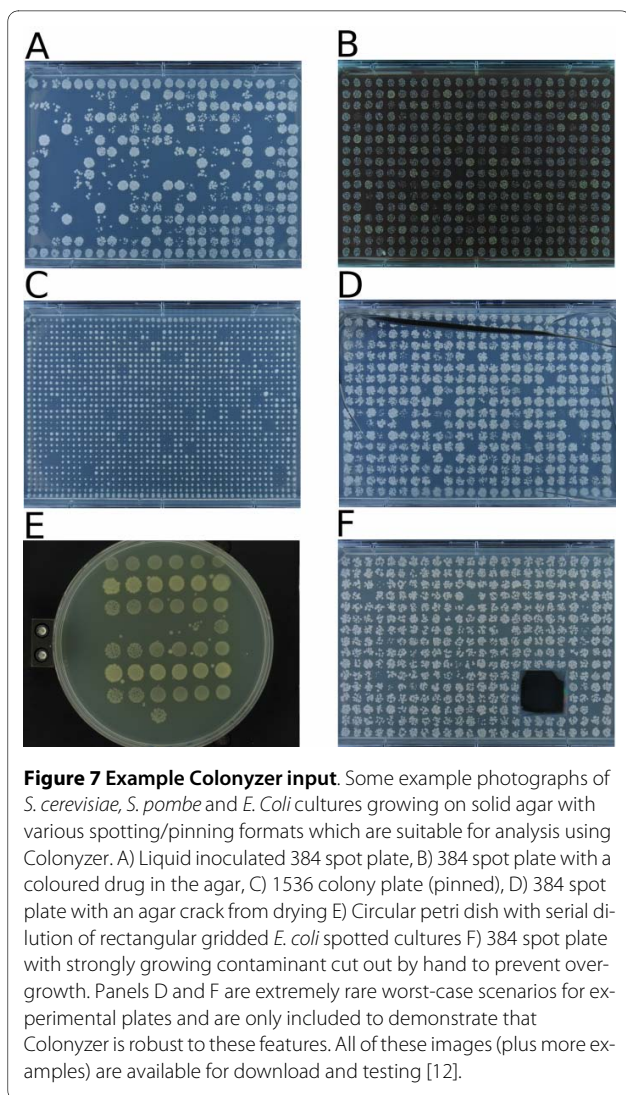 A
B
C
D
E
F
Figure 7 Example Colonyzer input. Some example photographs of
S. cerevisiae, S. pombe and E. Coli cultures growing on solid agar with
various spotting/pinning formats which are suitable for analysis using
Colonyzer. A) Liquid inoculated 384 spot plate, B) 384 spot plate with a
coloured drug in the agar, C) 1536 colony plate (pinned), D) 384 spot
plate with an agar crack from drying E) Circular petri dish with serial di-
lution of rectangular gridded E. coli spotted cultures F) 384 spot plate
with strongly growing contaminant cut out by hand to prevent over-
growth. Panels D and F are extremely rare worst-case scenarios for ex-
perimental plates and are only included to demonstrate that
Colonyzer is robust to these features. All of these images (plus more ex-
amples) are available for download and testing [12].